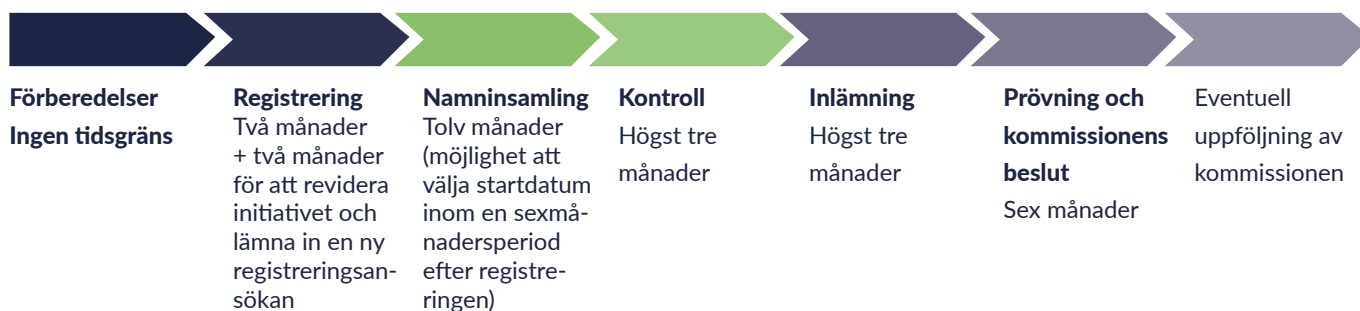 Förberedelser
Ingen tidsgräns
Registrering
Två månader
+ två månader
för att revidera
initiativet och
lämna in en ny
registreringsan-
sökan
Namninsamling
Tolv månader
(möjlighet att
välja startdatum
inom en sexmå-
nadersperiod
efter registre-
ringen)
Kontroll
Högst tre
månader
Inlämning
Högst tre
månader
Prövning och
kommissionens
beslut
Sex månader
Eventuell
uppföljning av
kommissionen